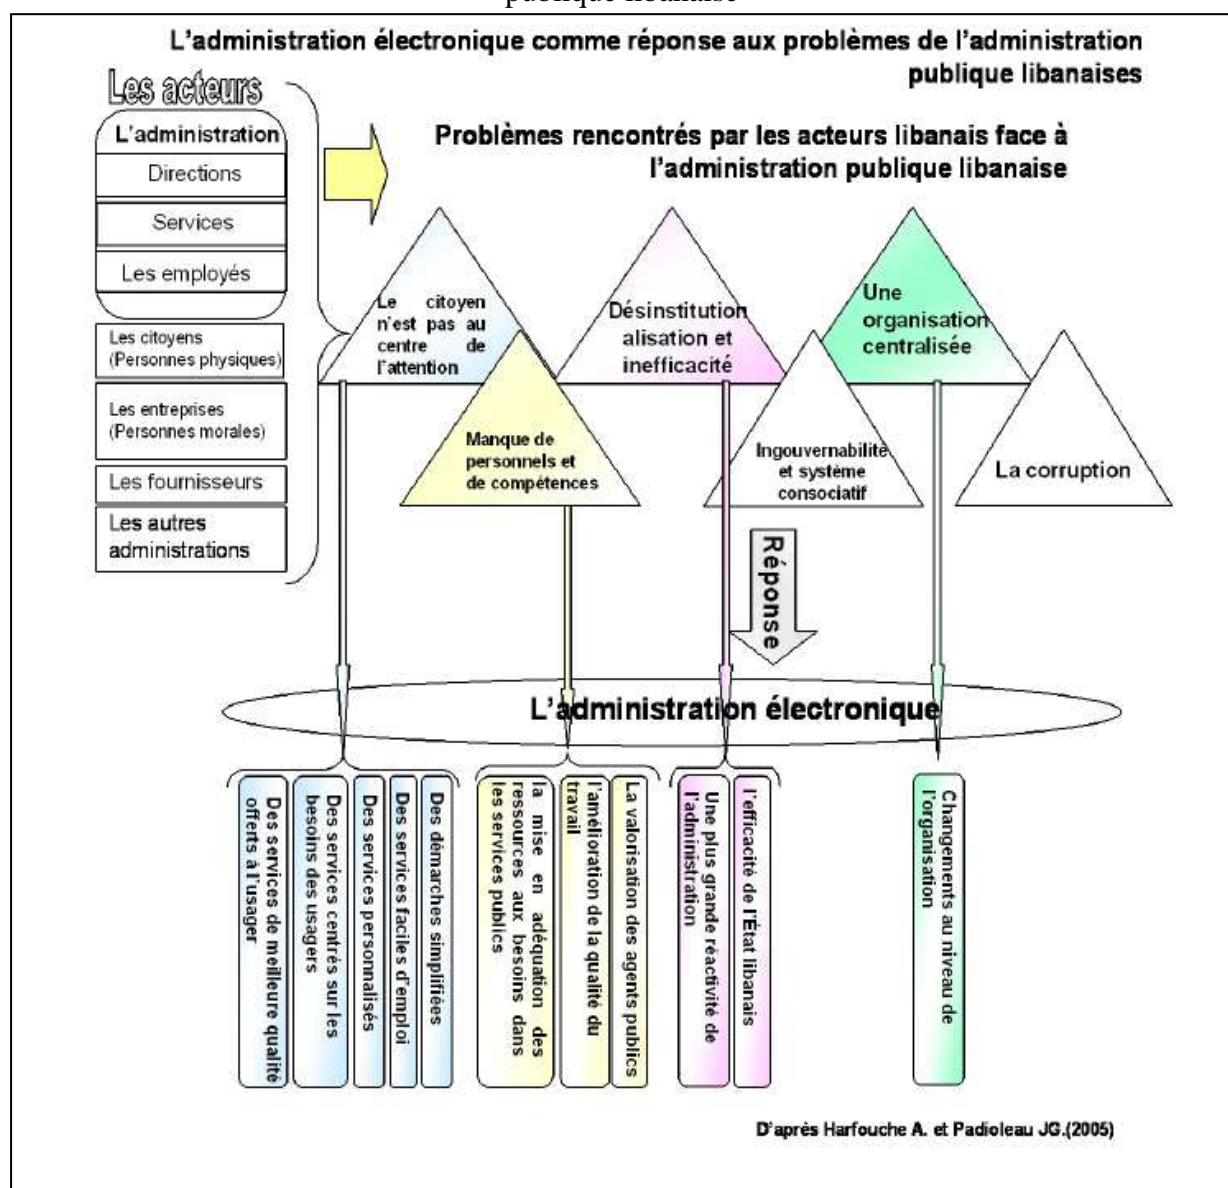 publique libanaise
L'administration électronique comme réponse aux problèmes de l'administration
publique libanaises
Les acteurs
L'administration
Directions
Services
Les employés
Les citoyens
(Personnes physiques)
Les entreprises
(Personnes morales)
Les fournisseurs
Les autres
administrations
Problèmes rencontrés par les acteurs libanais face à
l'administration publique libanaise
Le citoyen
n'est pas au
centre de
l'attention
Manque de
personnels et
de compétences
Désinstitution
alisation et
inefficacité
Ingouvernabilité
et système
consociatif
Une
organisation
centralisée
La corruption
Réponse
L'administration électronique
Des services de meilleure qualité
offerts à l'usager
Des services centrés sur les
besoins des usagers
Des services personnalisés
Des services faciles d'emploi
Des démarches simplifiées
la mise en adéquation des
ressources aux besoins dans
les services publics
l'amélioration de la qualité du
travail
La valorisation des agents publics
Une plus grande réactivité de
l'administration
l'efficacité de l'État libanais
Changements au niveau de
l'organisation
D'après Harfouche A. et Padioleau JG.(2005)